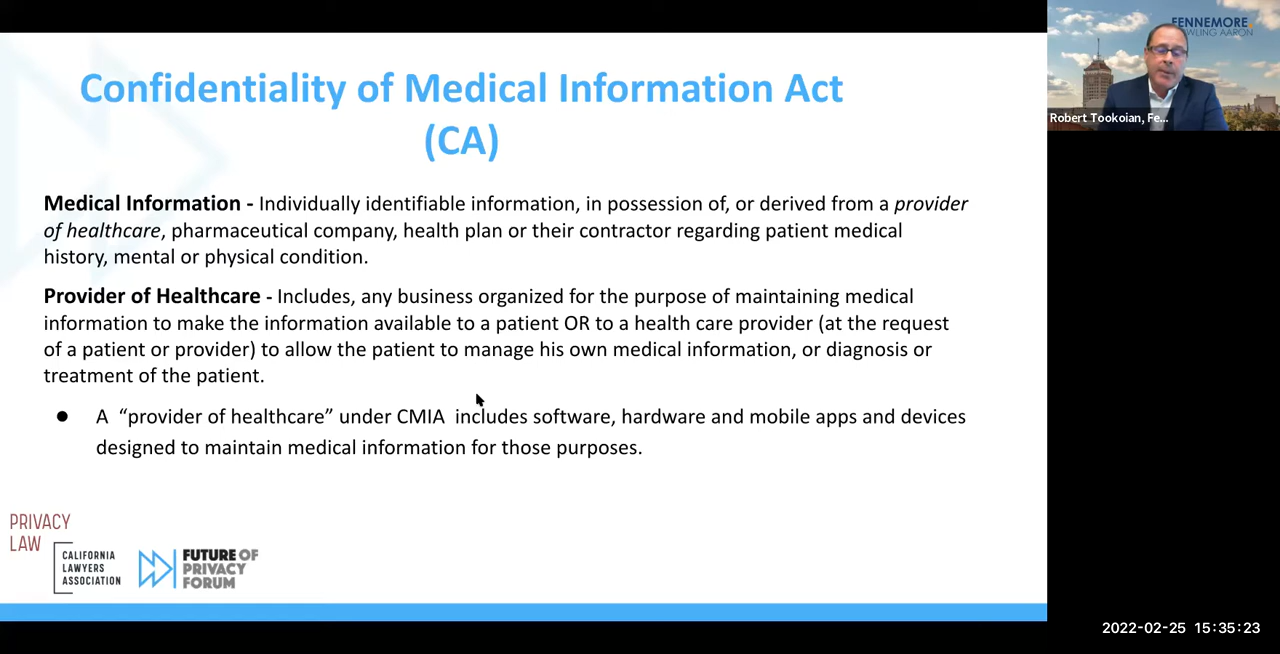 Confidentiality of Medical Information Act
(CA)
Medical Information - Individually identifiable information, in possession of, or derived from a provider
of healthcare, pharmaceutical company, health plan or their contractor regarding patient medical
history, mental or physical condition.
Provider of Healthcare - Includes, any business organized for the purpose of maintaining medical
information to make the information available to a patient OR to a health care provider (at the request
of a patient or provider) to allow the patient to manage his own medical information, or diagnosis or
treatment of the patient.
● A “provider of healthcare” under CMIA includes software, hardware and mobile apps and devices
designed to maintain medical information for those purposes.
PRIVACY
LAW
CALIFORNIA
LAWYERS
ASSOCIATION
FUTURE OF
PRIVACY
FORUM
FENNEMORE.
WLING AARON
Robert Tookoian, Fe...
2022-02-25 15:35:23